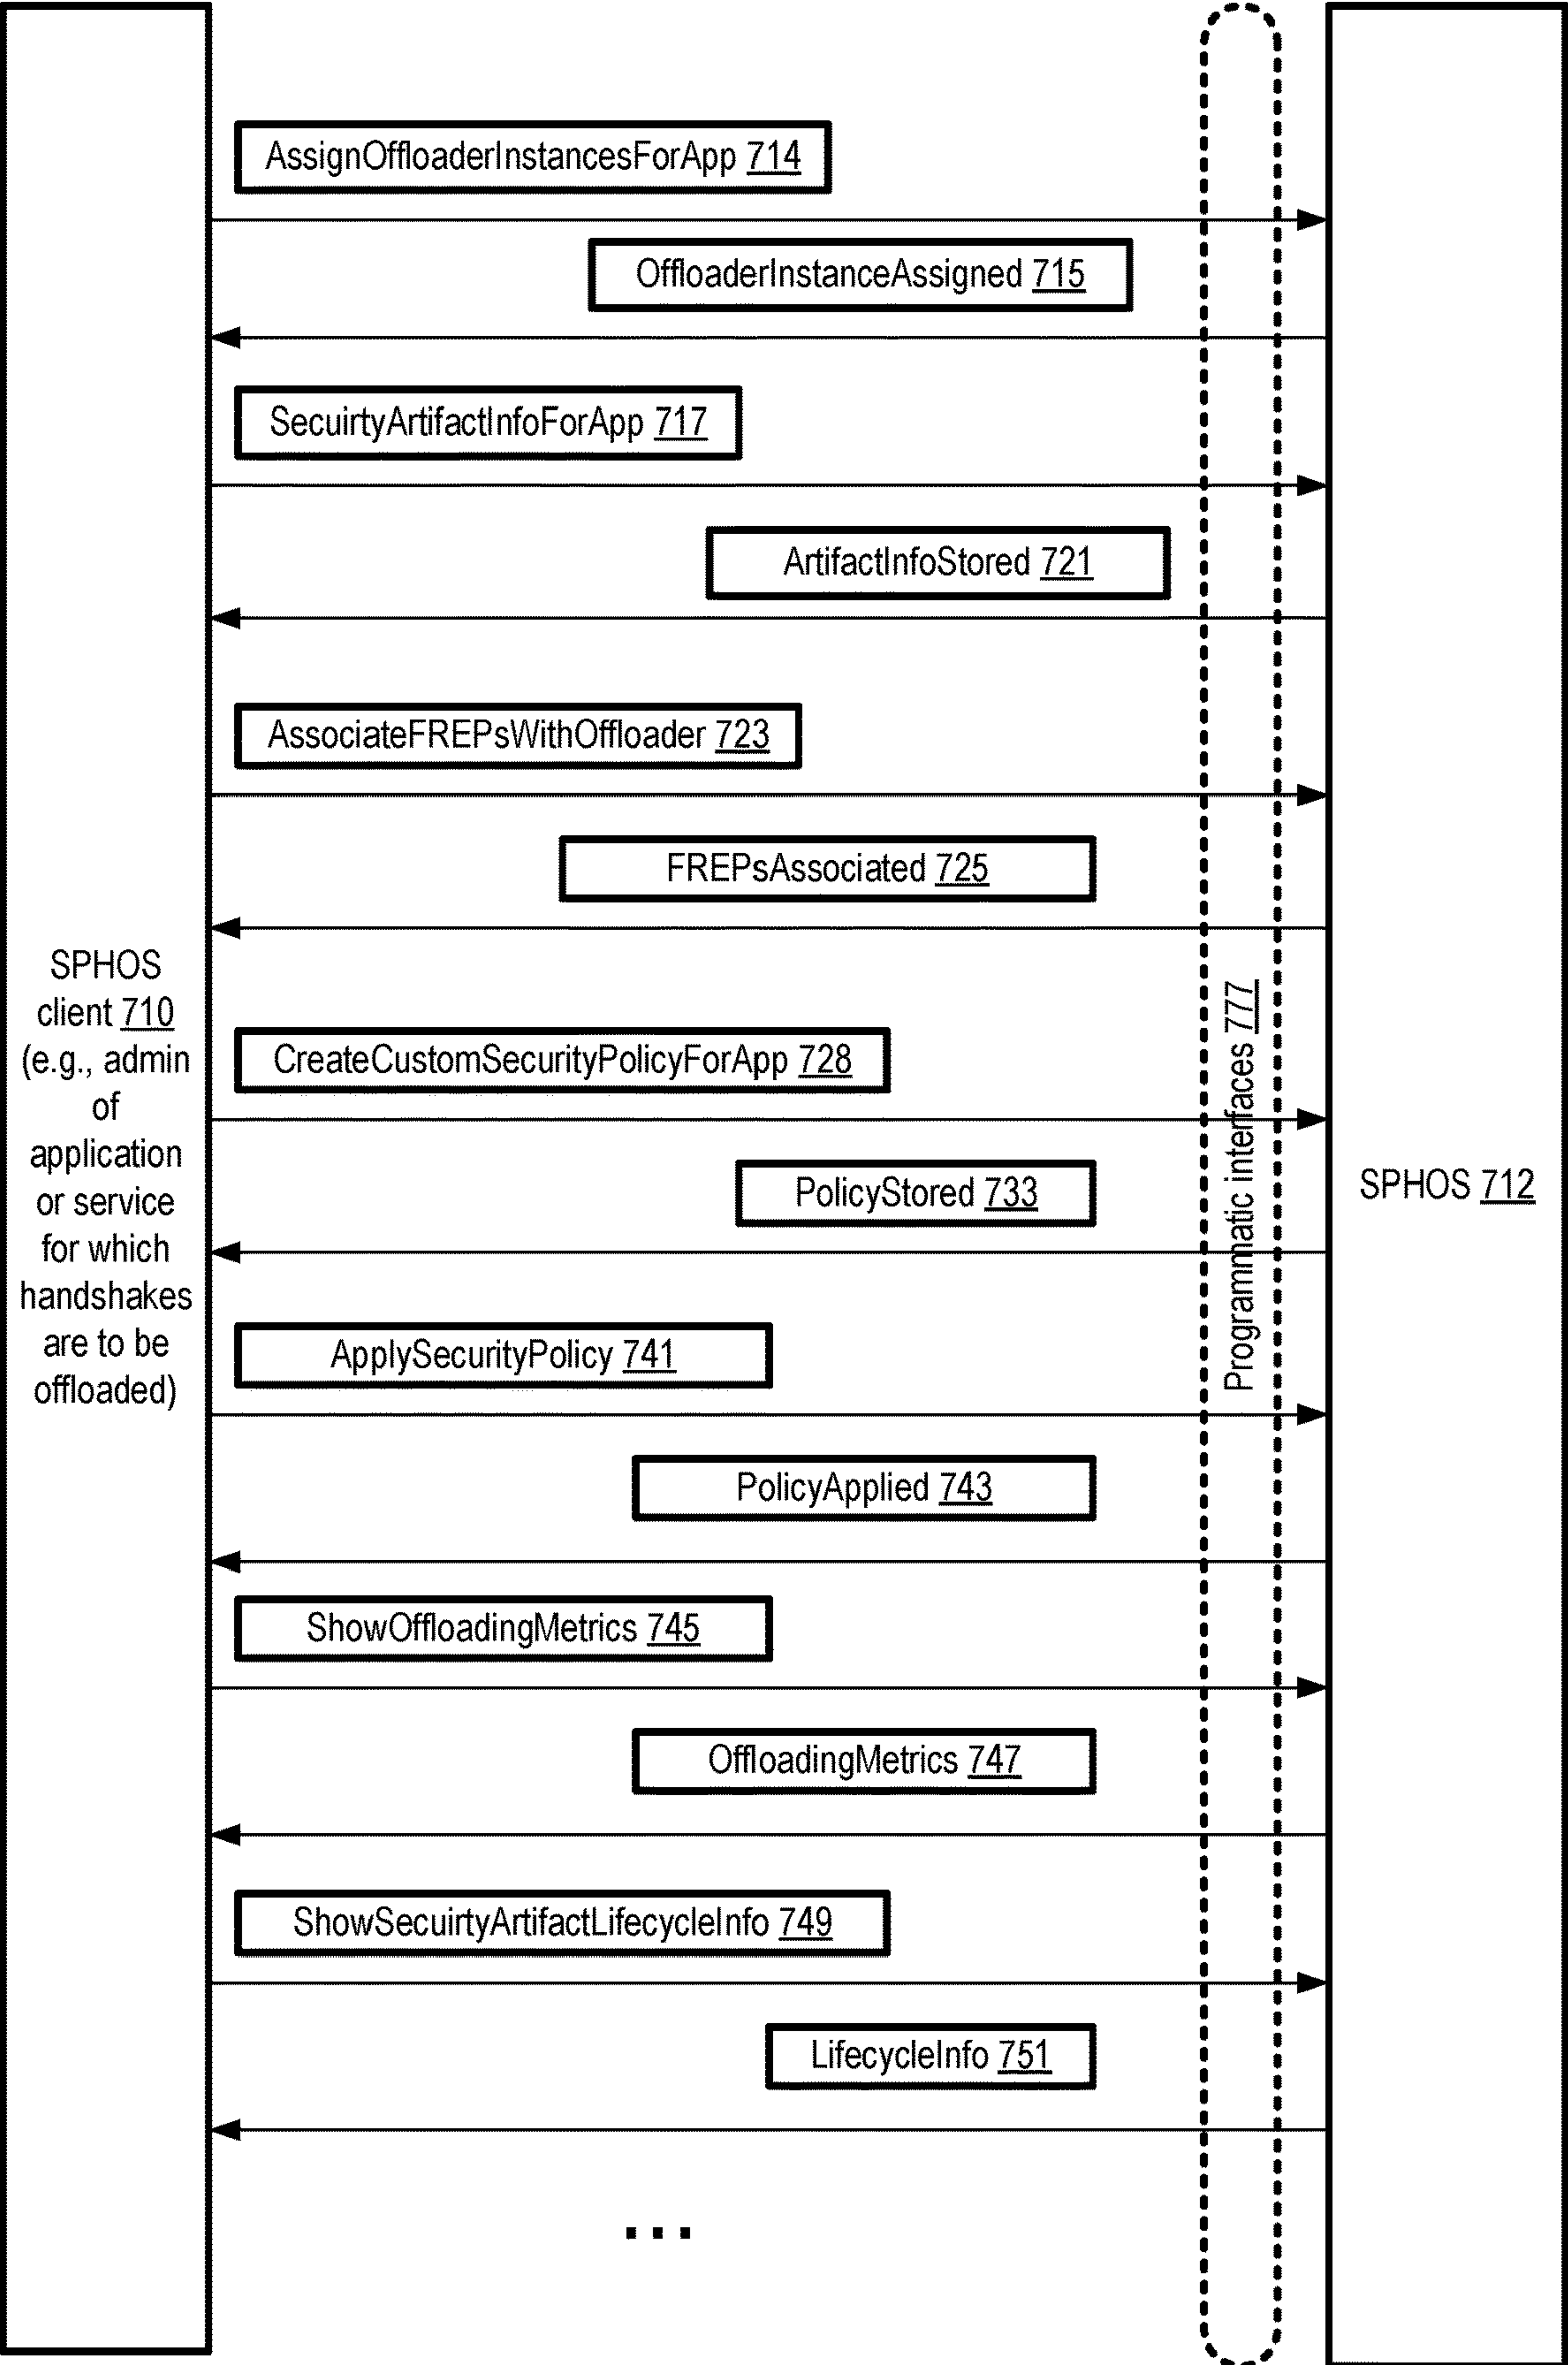 AssignOffloaderInstancesForApp 714
OffloaderInstanceAssigned 715
SecuirtyArtifactInfoForApp 717
ArtifactInfoStored 721
AssociateFREPsWithOffloader 723
FREPsAssociated 725
SPHOS
client 710
(e.g., admin
of
application
or service
for which
handshakes
are to be
offloaded)
CreateCustomSecurityPolicyForApp 728
PolicyStored 733
Programmatic interfaces 777
SPHOS 712
ApplySecurityPolicy 741
PolicyApplied 743
ShowOffloadingMetrics 745
OffloadingMetrics 747
ShowSecuirtyArtifactLifecycleInfo 749
LifecycleInfo 751
...